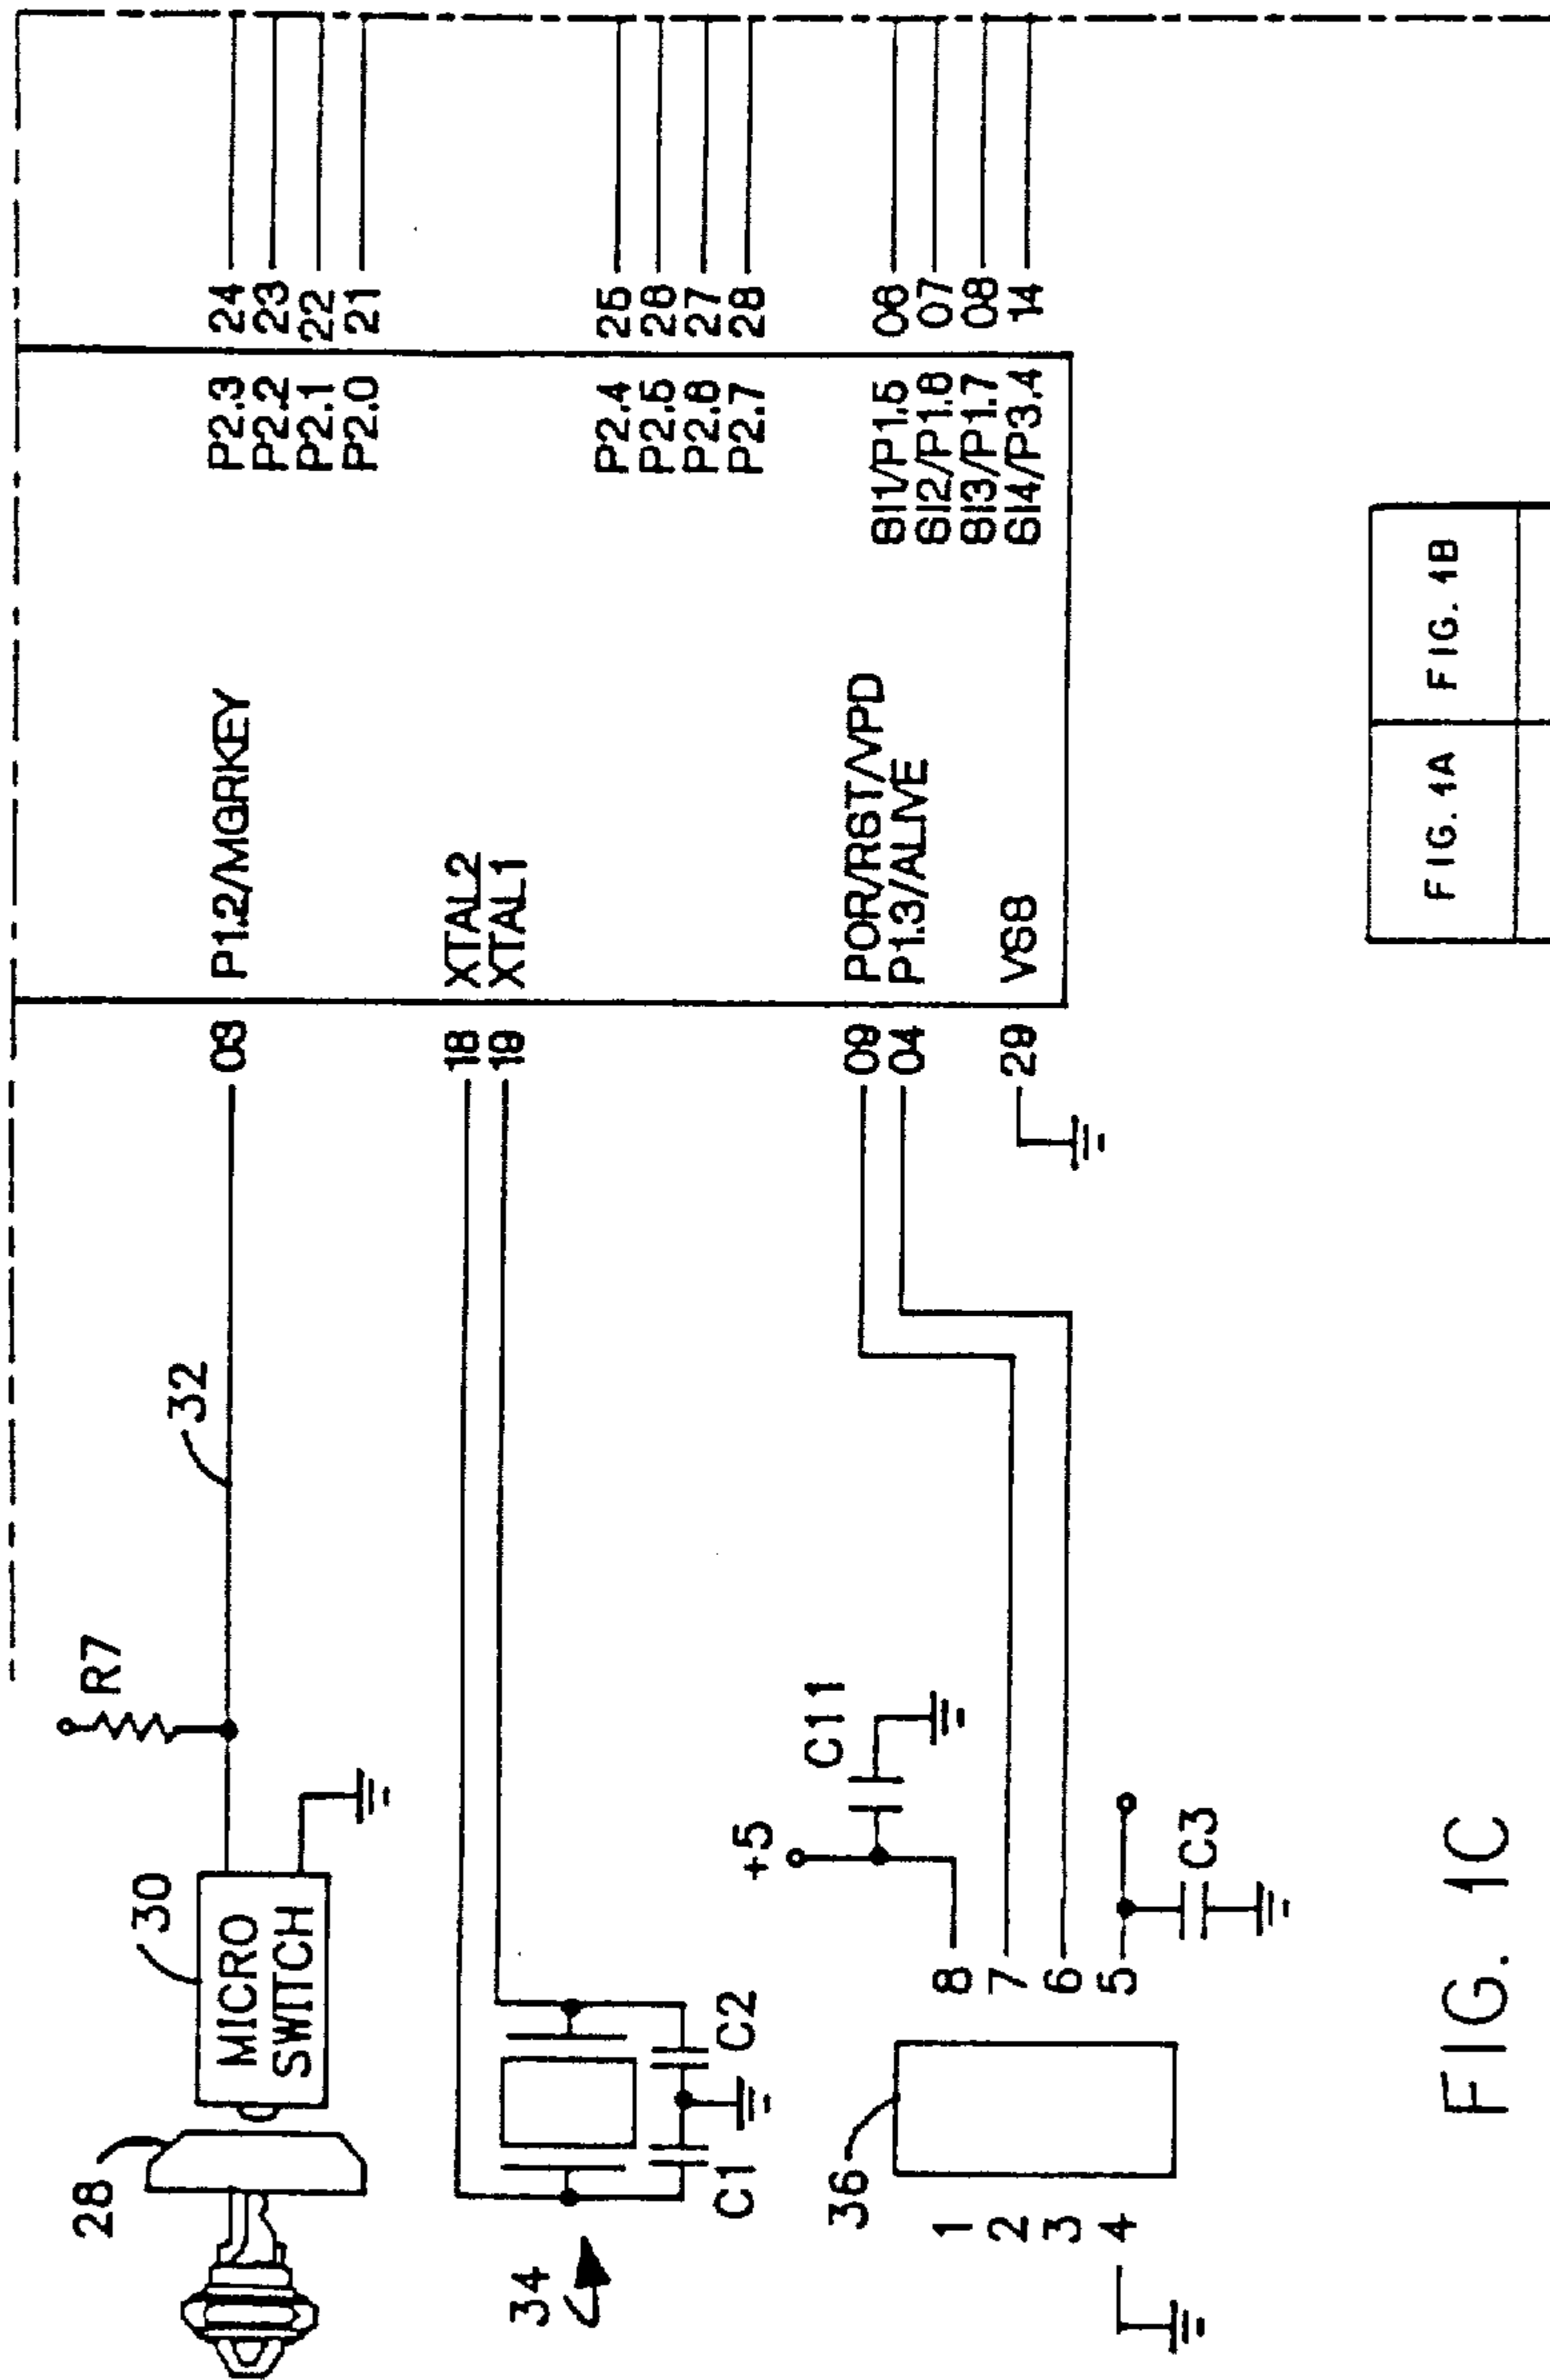 R7
32
03 P1.2/MGRKEY
P2.3 24
P2.2 23
P2.1 22
P2.0 21
28
30
MICRO
SWITCH
18 XTAL2
19 XTAL1
P2.4 25
P2.5 26
P2.6 27
P2.7 28
34
C1
C2
+5
C11
09 POR/RST/VPD
04 P1.3/ALIVE
29 VSS
SI1/P1.5 06
SI2/P1.6 07
SI3/P1.7 08
SI4/P3.4 14
36
1
2
3
4
8
7
6
5
C3
FIG. 1A
FIG. 1B
FIG. 1C